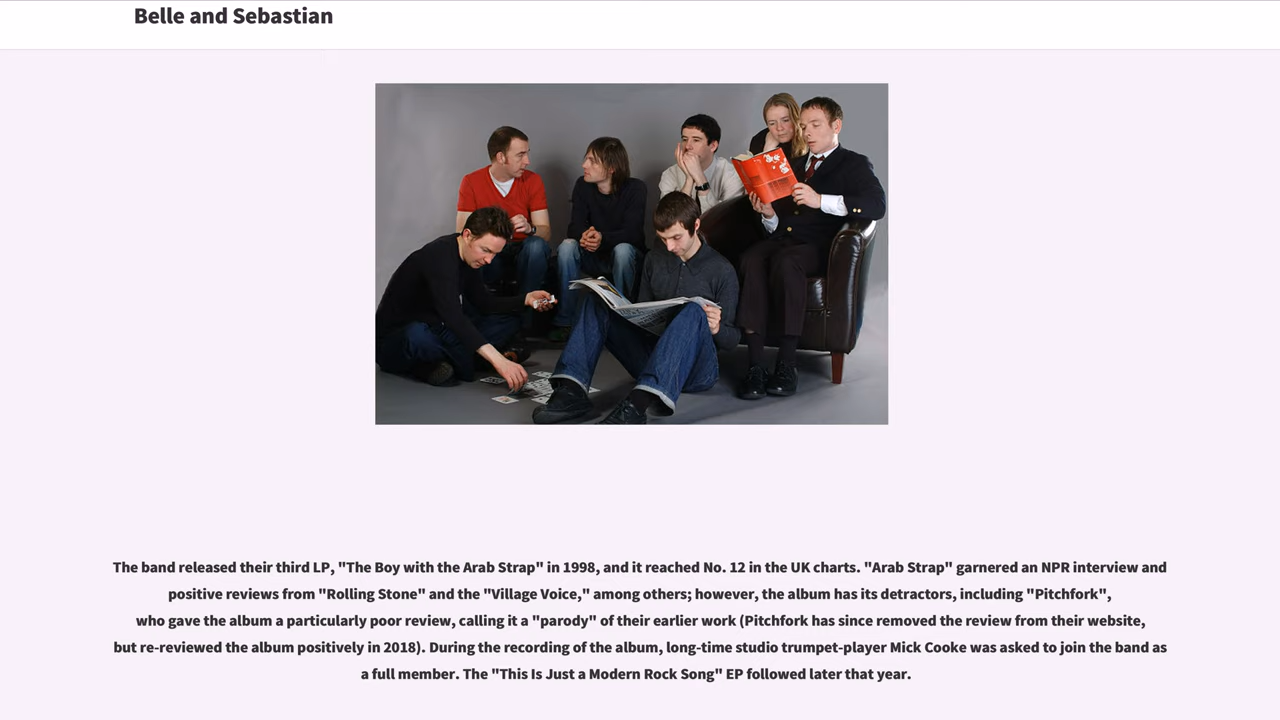 Belle and Sebastian
The band released their third LP, "The Boy with the Arab Strap" in 1998, and it reached No. 12 in the UK charts. "Arab Strap" garnered an NPR interview and
positive reviews from "Rolling Stone" and the "Village Voice," among others; however, the album has its detractors, including "Pitchfork",
who gave the album a particularly poor review, calling it a "parody" of their earlier work (Pitchfork has since removed the review from their website,
but re-reviewed the album positively in 2018). During the recording of the album, long-time studio trumpet-player Mick Cooke was asked to join the band as
a full member. The "This Is Just a Modern Rock Song" EP followed later that year.